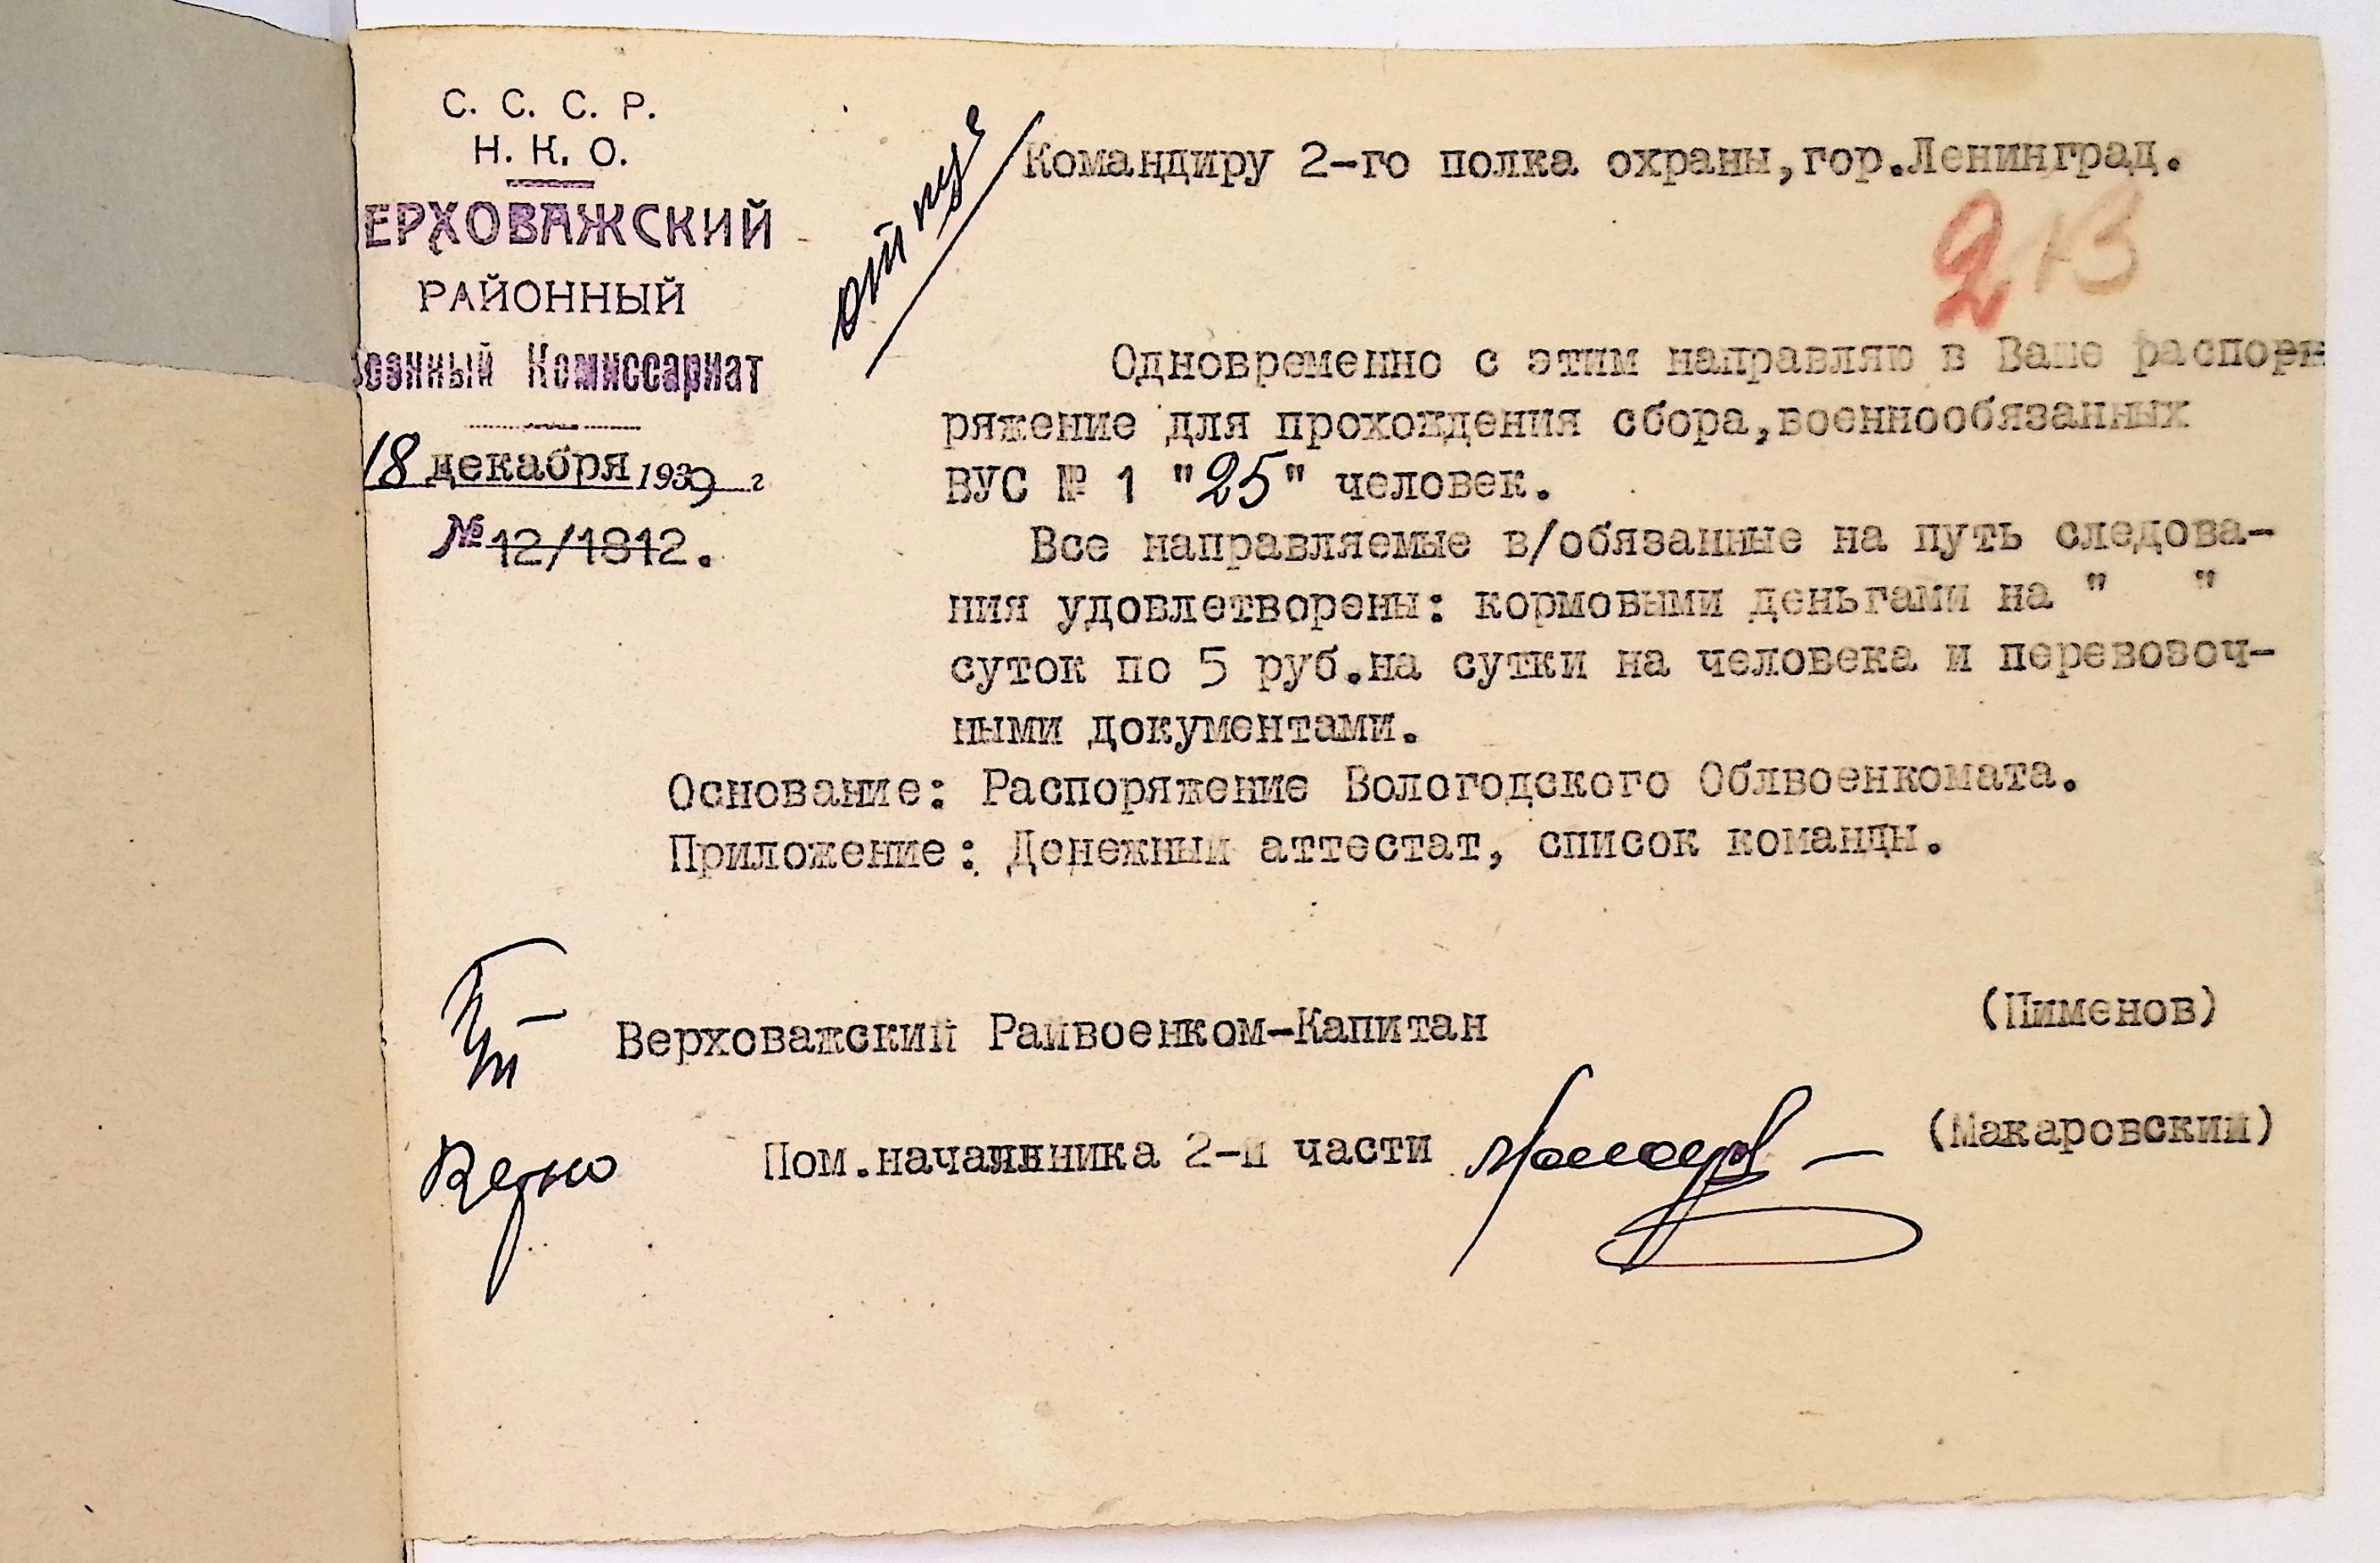 С. С. С. Р.
Н. К. О.
ЕРХОВАЖСКИЙ
РАЙОННЫЙ
военный Комиссариат
18 декабря 1939 г
№ 12/1812.
Командиру 2-го полка охраны,гор.Ленинград.
Одновременно с этим направляю в Ваше распоря
ряжение для прохождения сбора,военнообязанных
ВУС № 1 "25" человек.
Все направляемые в/обязанные на путь следова-
ния удовлетворены: кормовыми деньгами на "   "
суток по 5 руб.на сутки на человека и перевозоч-
ными документами.
Основание: Распоряжение Вологодского Облвоенкомата.
Приложение: Денежный аттестат, список команды.
Верховажский Райвоенком-Капитан (Пименов)
Верно Пом.начальника 2-й части (Макаровский)